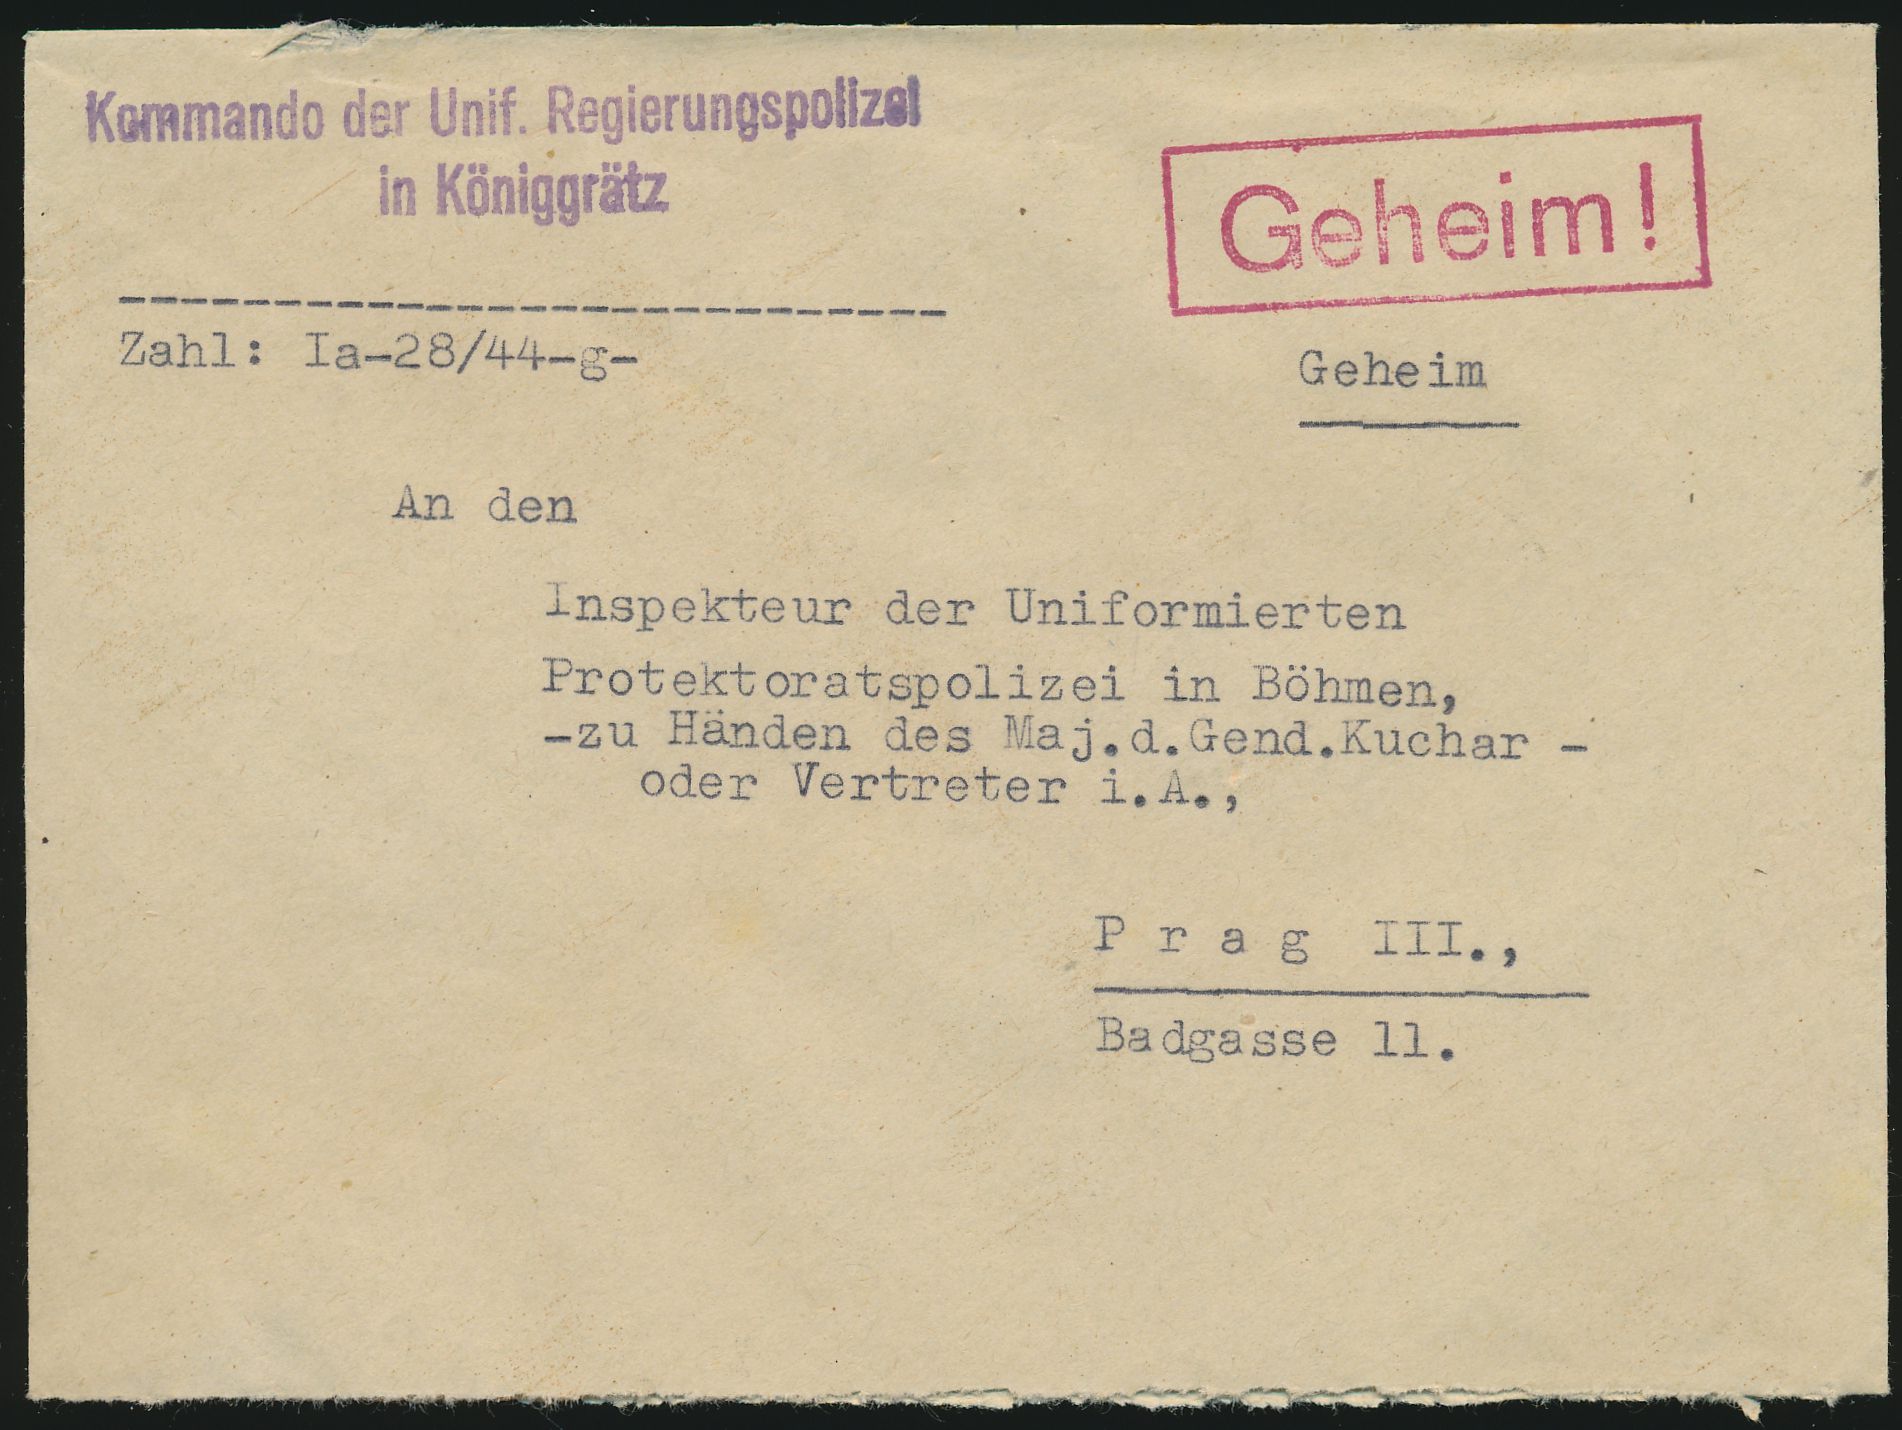 Kommando der Unif. Regierungspolizei
in Königgrätz
Geheim!
Zahl: Ia-28/44-g-
Geheim
An den
Inspekteur der Uniformierten
Protektoratspolizei in Böhmen,
-zu Händen des Maj.d.Gend.Kuchar -
oder Vertreter i.A.,
P r a g III.,
Badgasse 11.